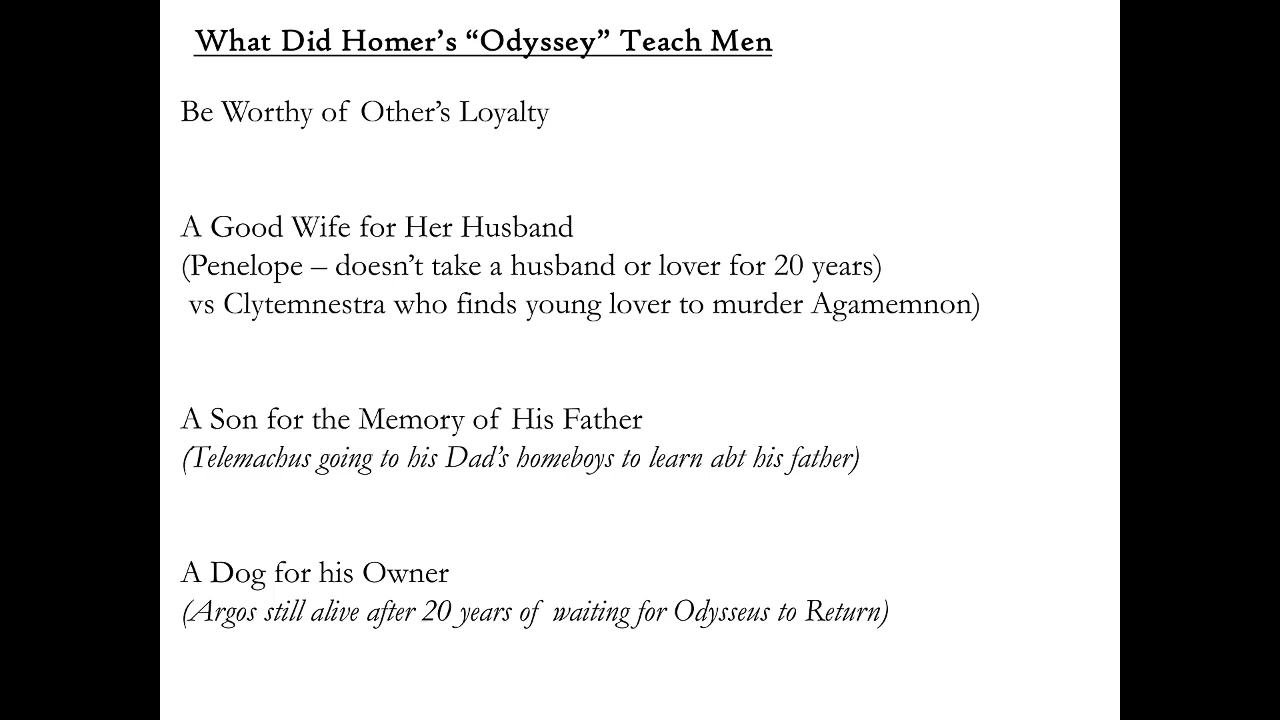 What Did Homer’s “Odyssey” Teach Men
Be Worthy of Other’s Loyalty
A Good Wife for Her Husband
(Penelope – doesn’t take a husband or lover for 20 years)
vs Clytemnestra who finds young lover to murder Agamemnon)
A Son for the Memory of His Father
(Telemachus going to his Dad’s homeboys to learn abt his father)
A Dog for his Owner
(Argos still alive after 20 years of waiting for Odysseus to Return)